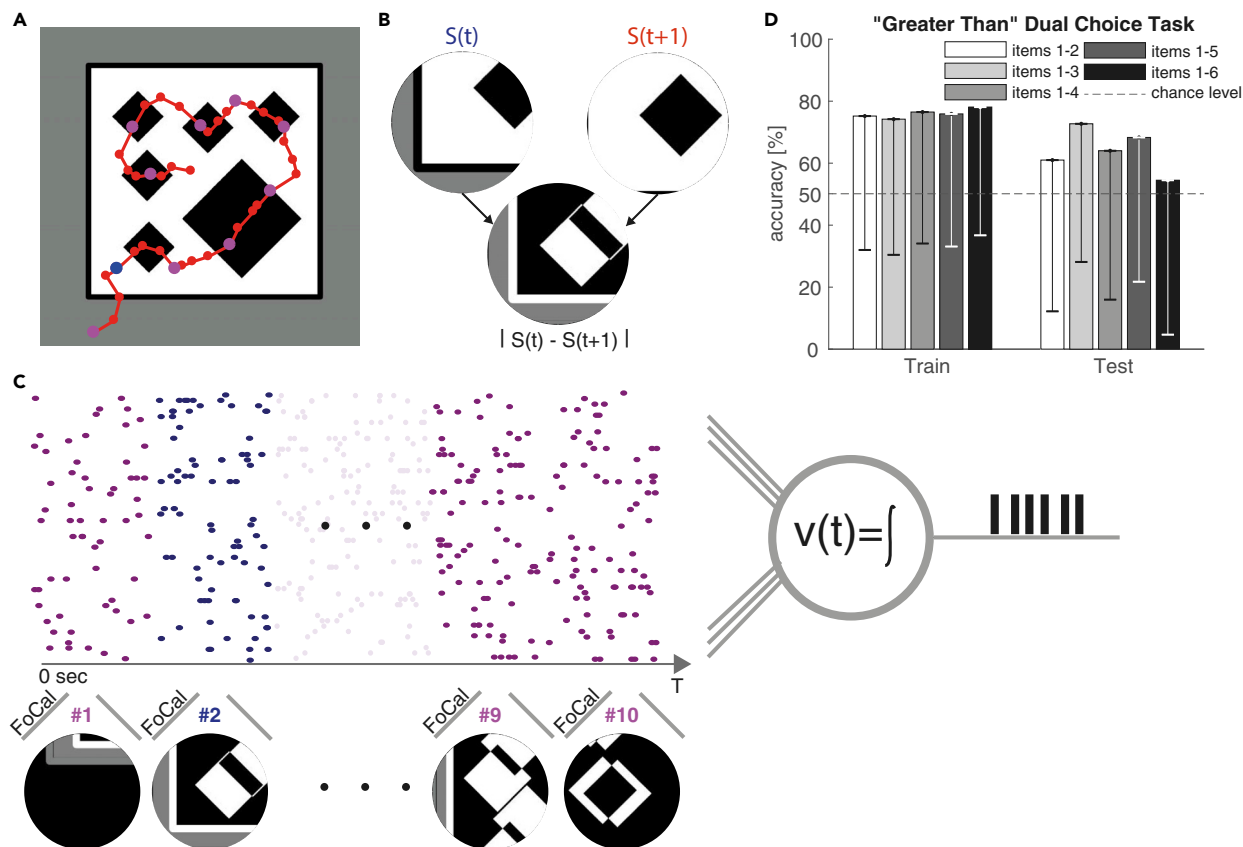 A
B
S(t)
S(t+1)
| S(t) - S(t+1) |
D
"Greater Than" Dual Choice Task
items 1-2
items 1-3
items 1-4
items 1-5
items 1-6
chance level
accuracy [%]
100
80
60
40
20
0
Train
Test
C
0 sec
T
v(t)=∫
FoCal
#1
FoCal
#2
FoCal
#9
FoCal
#10